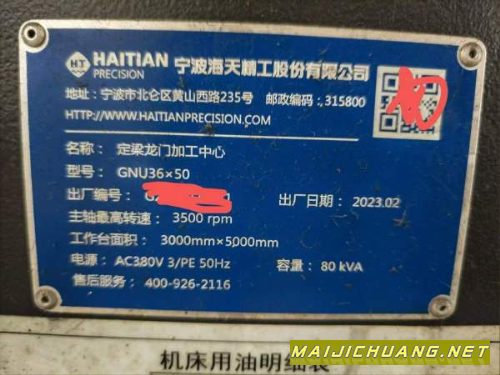 HT HAITIAN PRECISION 宁波海天精工股份有限公司
地址: 宁波市北仑区黄山西路235号 邮政编码: 315800
HTTP://WWW.HAITIANPRECISION.COM
名称: 定梁龙门加工中心
型号: GNU36×50
出厂编号: G 出厂日期: 2023.02
主轴最高转速: 3500 rpm
工作台面积: 3000mm×5000mm
电源: AC380V 3/PE 50Hz 容量: 80 kVA
售后服务: 400-926-2116
机床用油明细表
MAIJICHUANG.NET